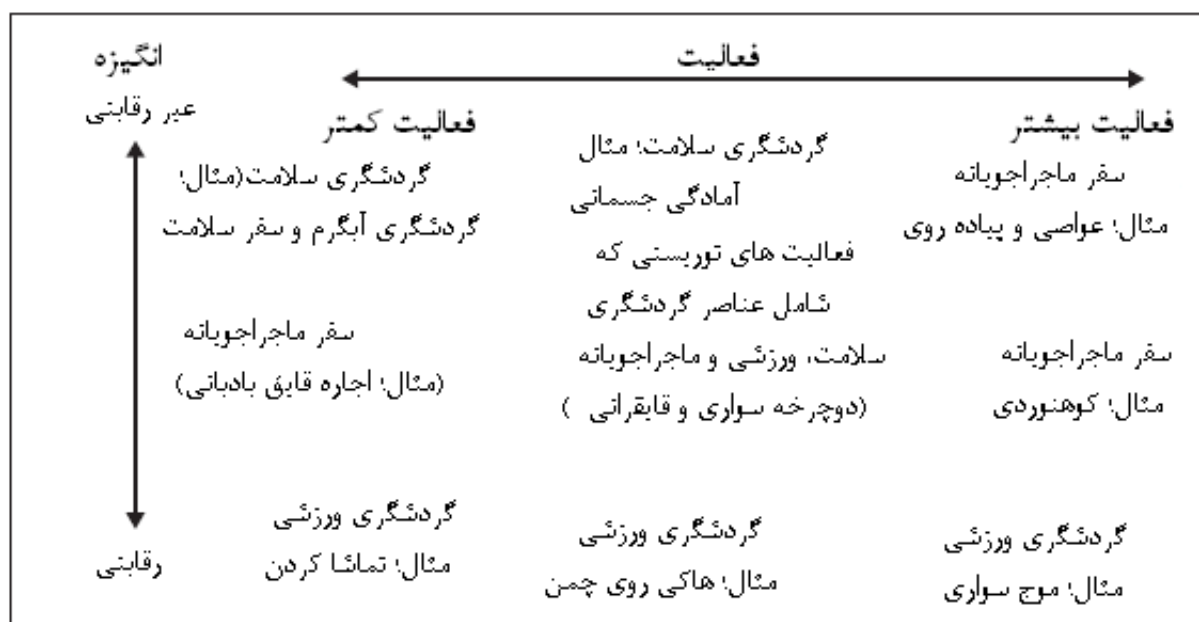 انگیزه
فعالیت
غیر رقابتی
فعالیت کمتر
فعالیت بیشتر
گردشگری سلامت(مثال؛
گردشگری آبگرم و سفر سلامت
گردشگری سلامت؛ مثال
آمادگی جسمانی
سفر ماجراجویانه
مثال؛ غواصی و پیاده روی
سفر ماجراجویانه
(مثال؛ اجاره قایق بادبانی)
فعالیت های توریستی که
شامل عناصر گردشگری
سلامت، ورزشی و ماجراجویانه
(دوچرخه سواری و قایقرانی )
سفر ماجراجویانه
مثال؛ کوهنوردی
رقابتی
گردشگری ورزشی
مثال؛ تماشا کردن
گردشگری ورزشی
مثال؛ هاکی روی چمن
گردشگری ورزشی
مثال؛ موج سواری